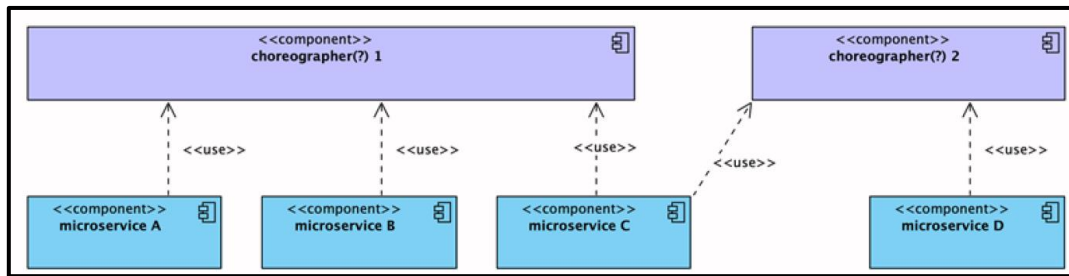 <<component>>
choreographer(?) 1
<<component>>
choreographer(?) 2
<<use>>
<<use>>
<<use>>
<<use>>
<<use>>
<<component>>
microservice A
<<component>>
microservice B
<<component>>
microservice C
<<component>>
microservice D